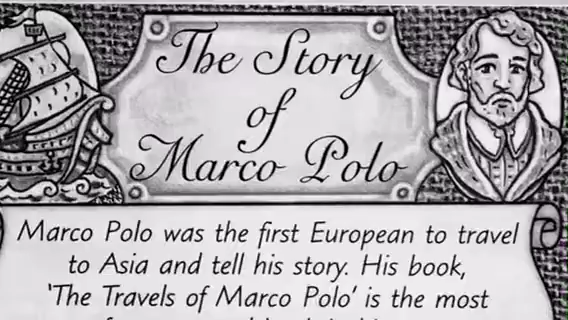 The Story
of
Marco Polo
Marco Polo was the first European to travel
to Asia and tell his story. His book,
'The Travels of Marco Polo' is the most